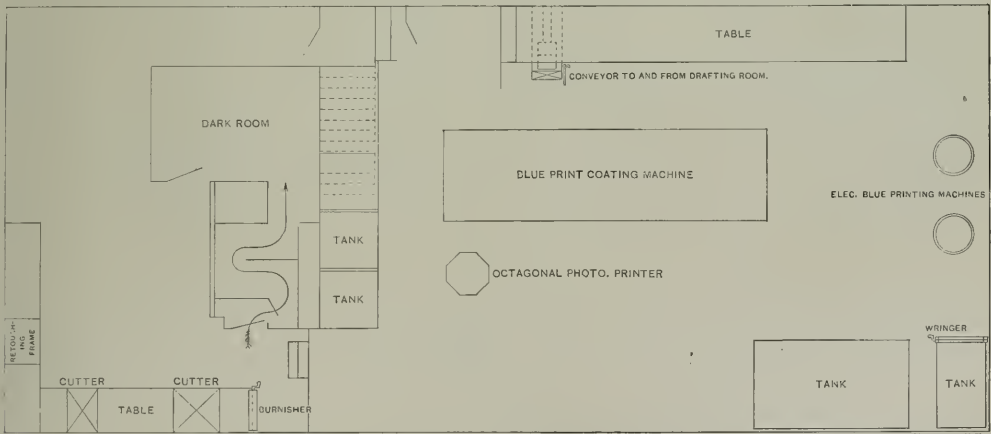 TABLE
CONVEYOR TO AND FROM DRAFTING ROOM.
DARK ROOM
BLUE PRINT COATING MACHINE
ELEC. BLUE PRINTING MACHINES
TANK
OCTAGONAL PHOTO. PRINTER
TANK
RETOUCH-
ING
FRAME
WRINGER
CUTTER
CUTTER
TABLE
BURNISHER
TANK
TANK